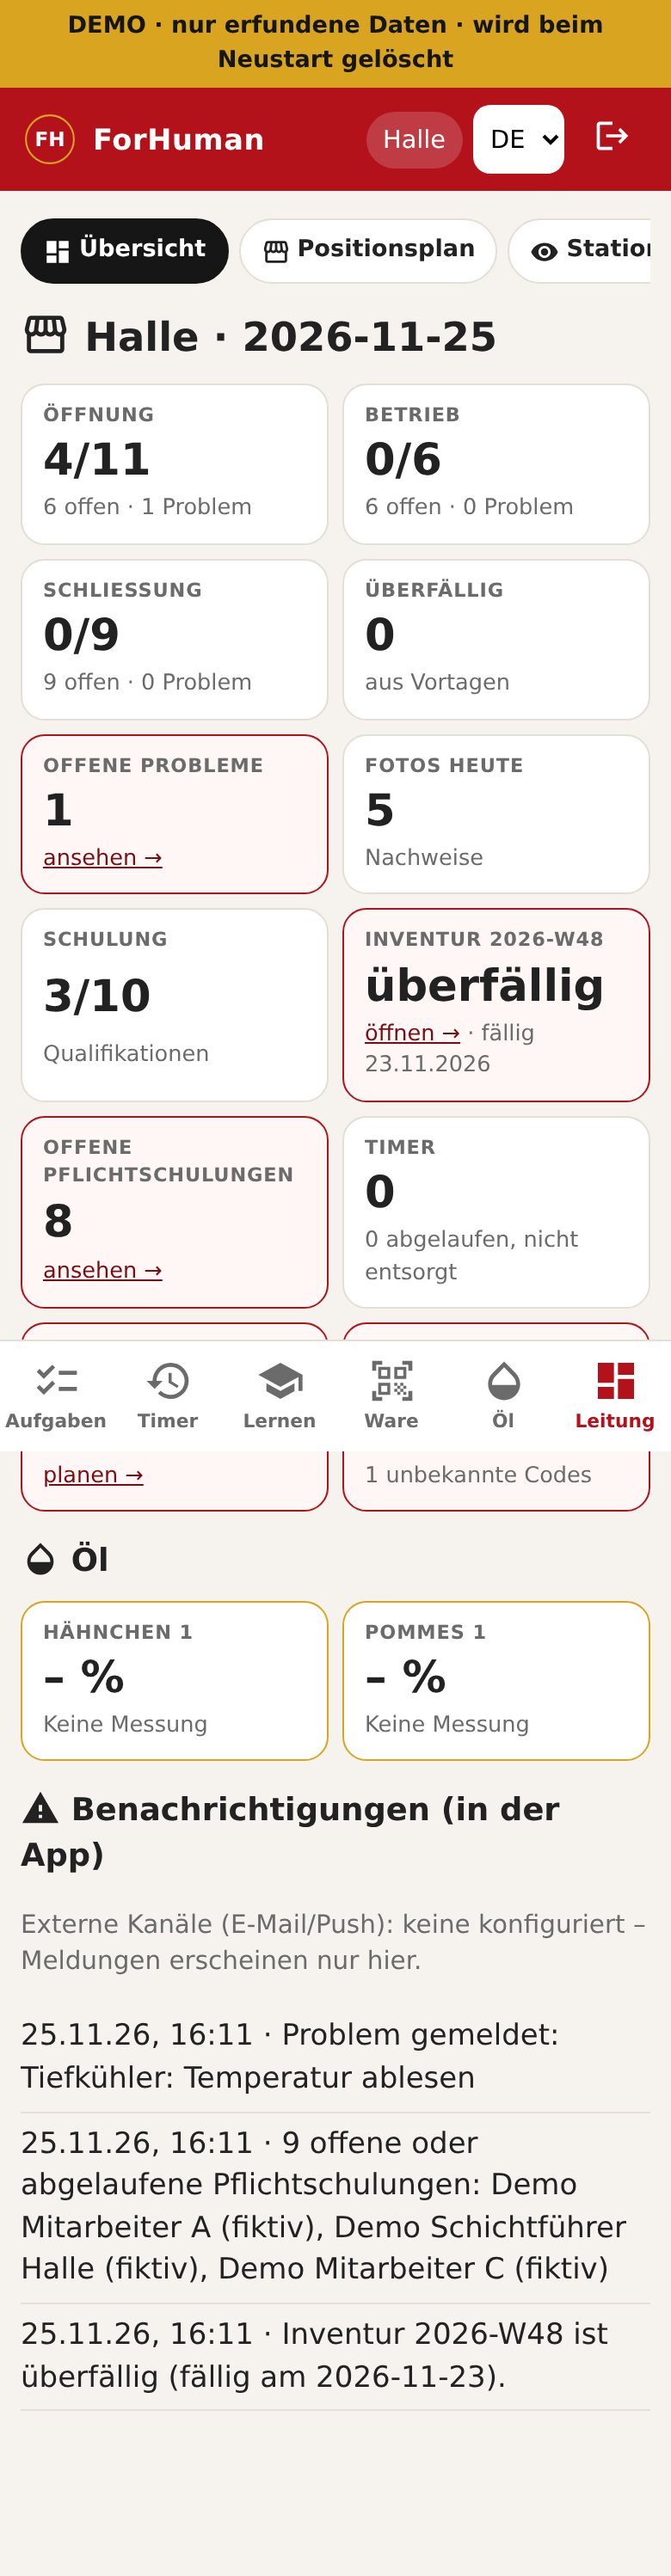 DEMO · nur erfundene Daten · wird beim
Neustart gelöscht
FH ForHuman Halle DE
Übersicht Positionsplan Station
Halle · 2026-11-25
ÖFFNUNG
4/11
6 offen · 1 Problem
BETRIEB
0/6
6 offen · 0 Problem
SCHLIESSUNG
0/9
9 offen · 0 Problem
ÜBERFÄLLIG
0
aus Vortagen
OFFENE PROBLEME
1
ansehen →
FOTOS HEUTE
5
Nachweise
SCHULUNG
3/10
Qualifikationen
INVENTUR 2026-W48
überfällig
öffnen → · fällig
23.11.2026
OFFENE
PFLICHTSCHULUNGEN
8
ansehen →
TIMER
0
0 abgelaufen, nicht
entsorgt
Aufgaben Timer Lernen Ware Öl Leitung
planen →
1 unbekannte Codes
Öl
HÄHNCHEN 1
– %
Keine Messung
POMMES 1
– %
Keine Messung
Benachrichtigungen (in der
App)
Externe Kanäle (E-Mail/Push): keine konfiguriert –
Meldungen erscheinen nur hier.
25.11.26, 16:11 · Problem gemeldet:
Tiefkühler: Temperatur ablesen
25.11.26, 16:11 · 9 offene oder
abgelaufene Pflichtschulungen: Demo
Mitarbeiter A (fiktiv), Demo Schichtführer
Halle (fiktiv), Demo Mitarbeiter C (fiktiv)
25.11.26, 16:11 · Inventur 2026-W48 ist
überfällig (fällig am 2026-11-23).